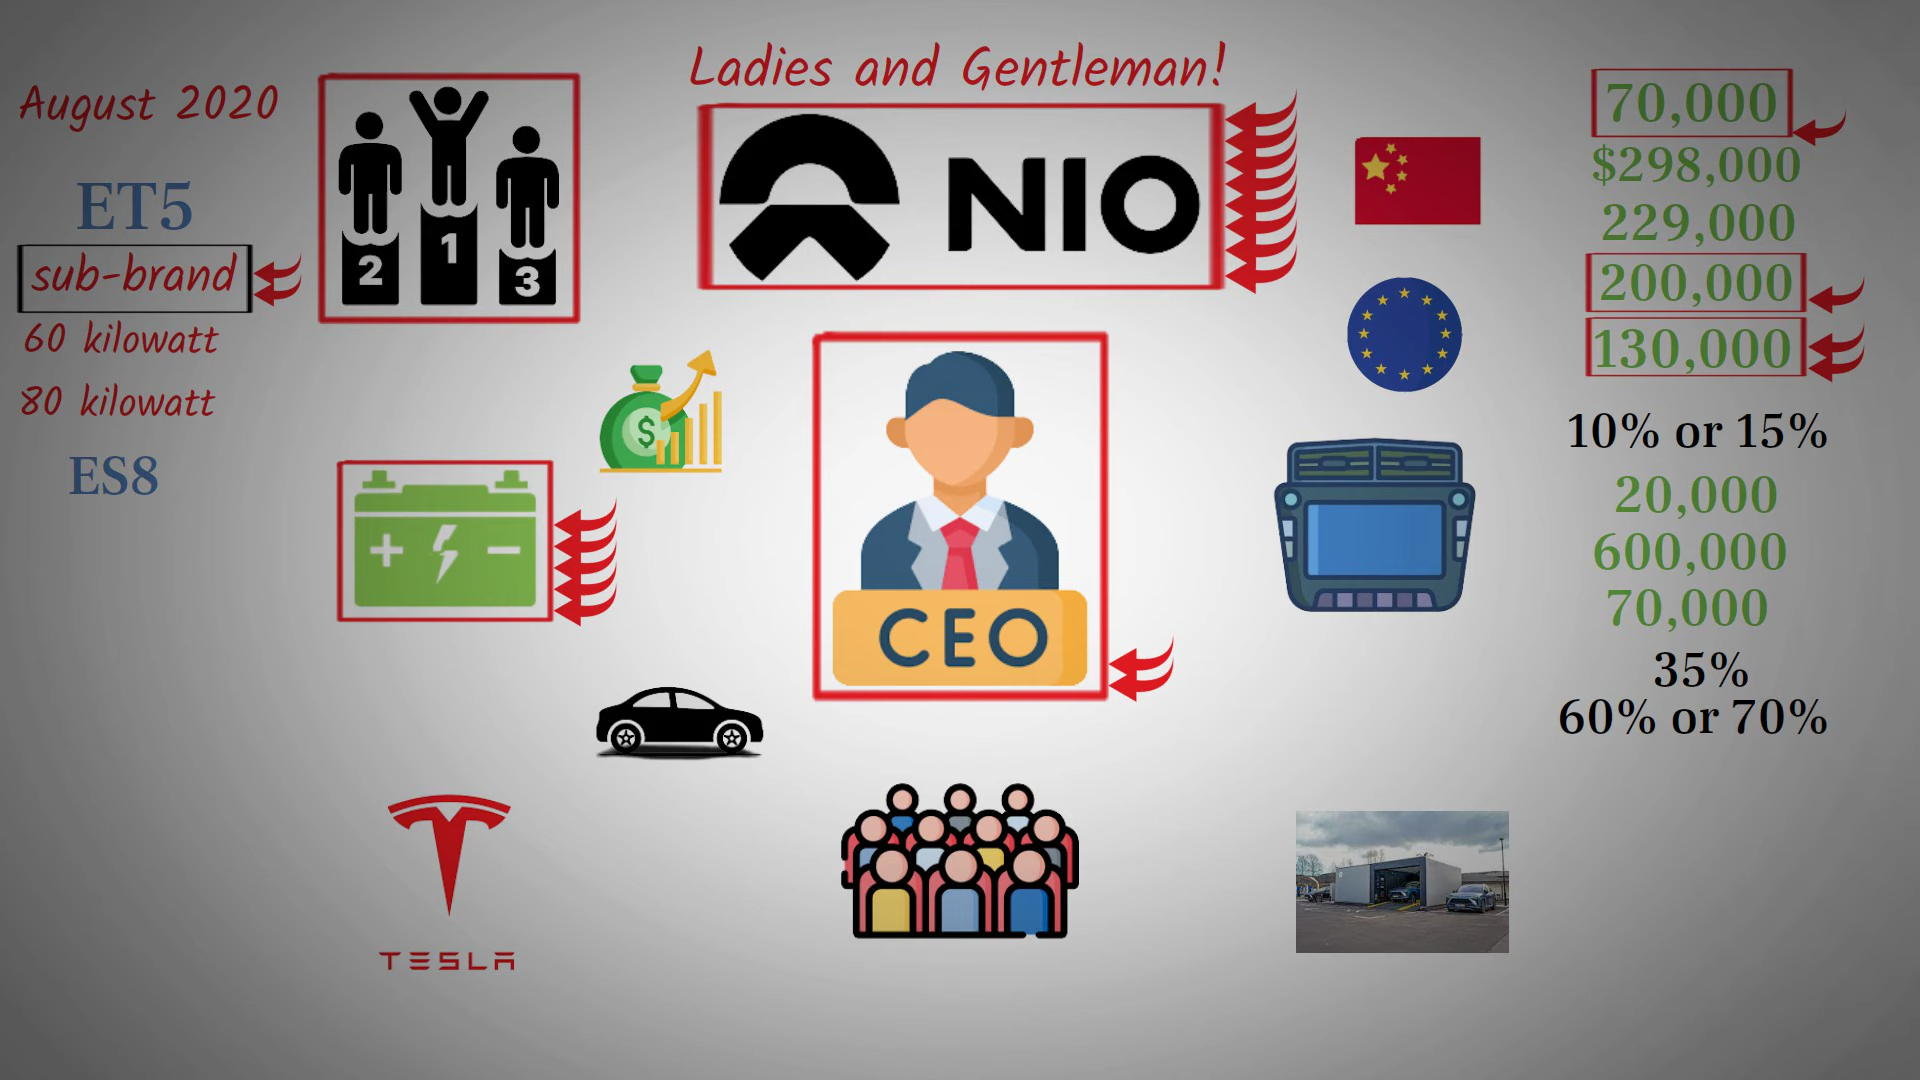 Ladies and Gentleman!
August 2020
ET5
sub-brand
60 kilowatt
80 kilowatt
ES8
2
1
3
NIO
$
CEO
TESLA
70,000
$298,000
229,000
200,000
130,000
10% or 15%
20,000
600,000
70,000
35%
60% or 70%